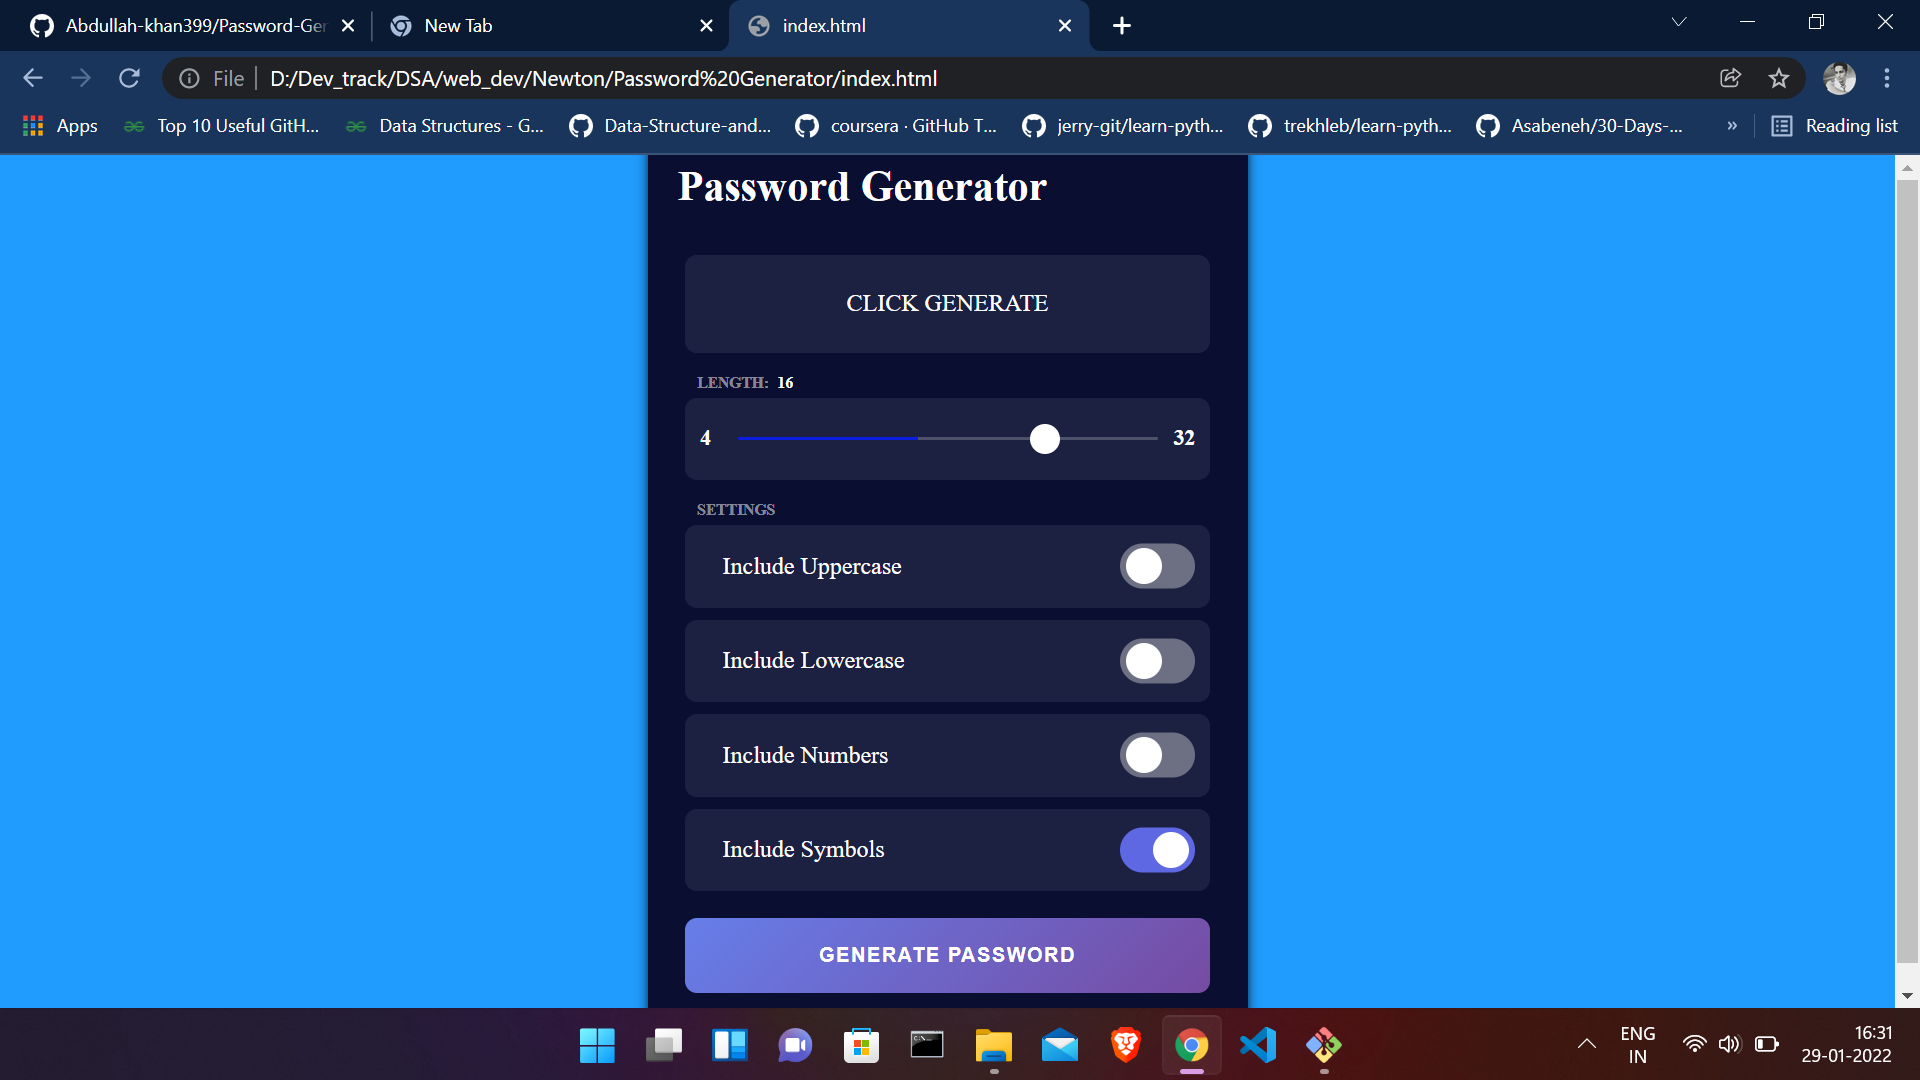 Abdullah-khan399/Password-Ger
New Tab
index.html
File
D:/Dev_track/DSA/web_dev/Newton/Password%20Generator/index.html
Apps
Top 10 Useful GitH...
Data Structures - G...
Data-Structure-and...
coursera · GitHub T...
jerry-git/learn-pyth...
trekhleb/learn-pyth...
Asabeneh/30-Days-...
»
Reading list
Password Generator
CLICK GENERATE
LENGTH: 16
4
32
SETTINGS
Include Uppercase
Include Lowercase
Include Numbers
Include Symbols
GENERATE PASSWORD
ENG
IN
16:31
29-01-2022